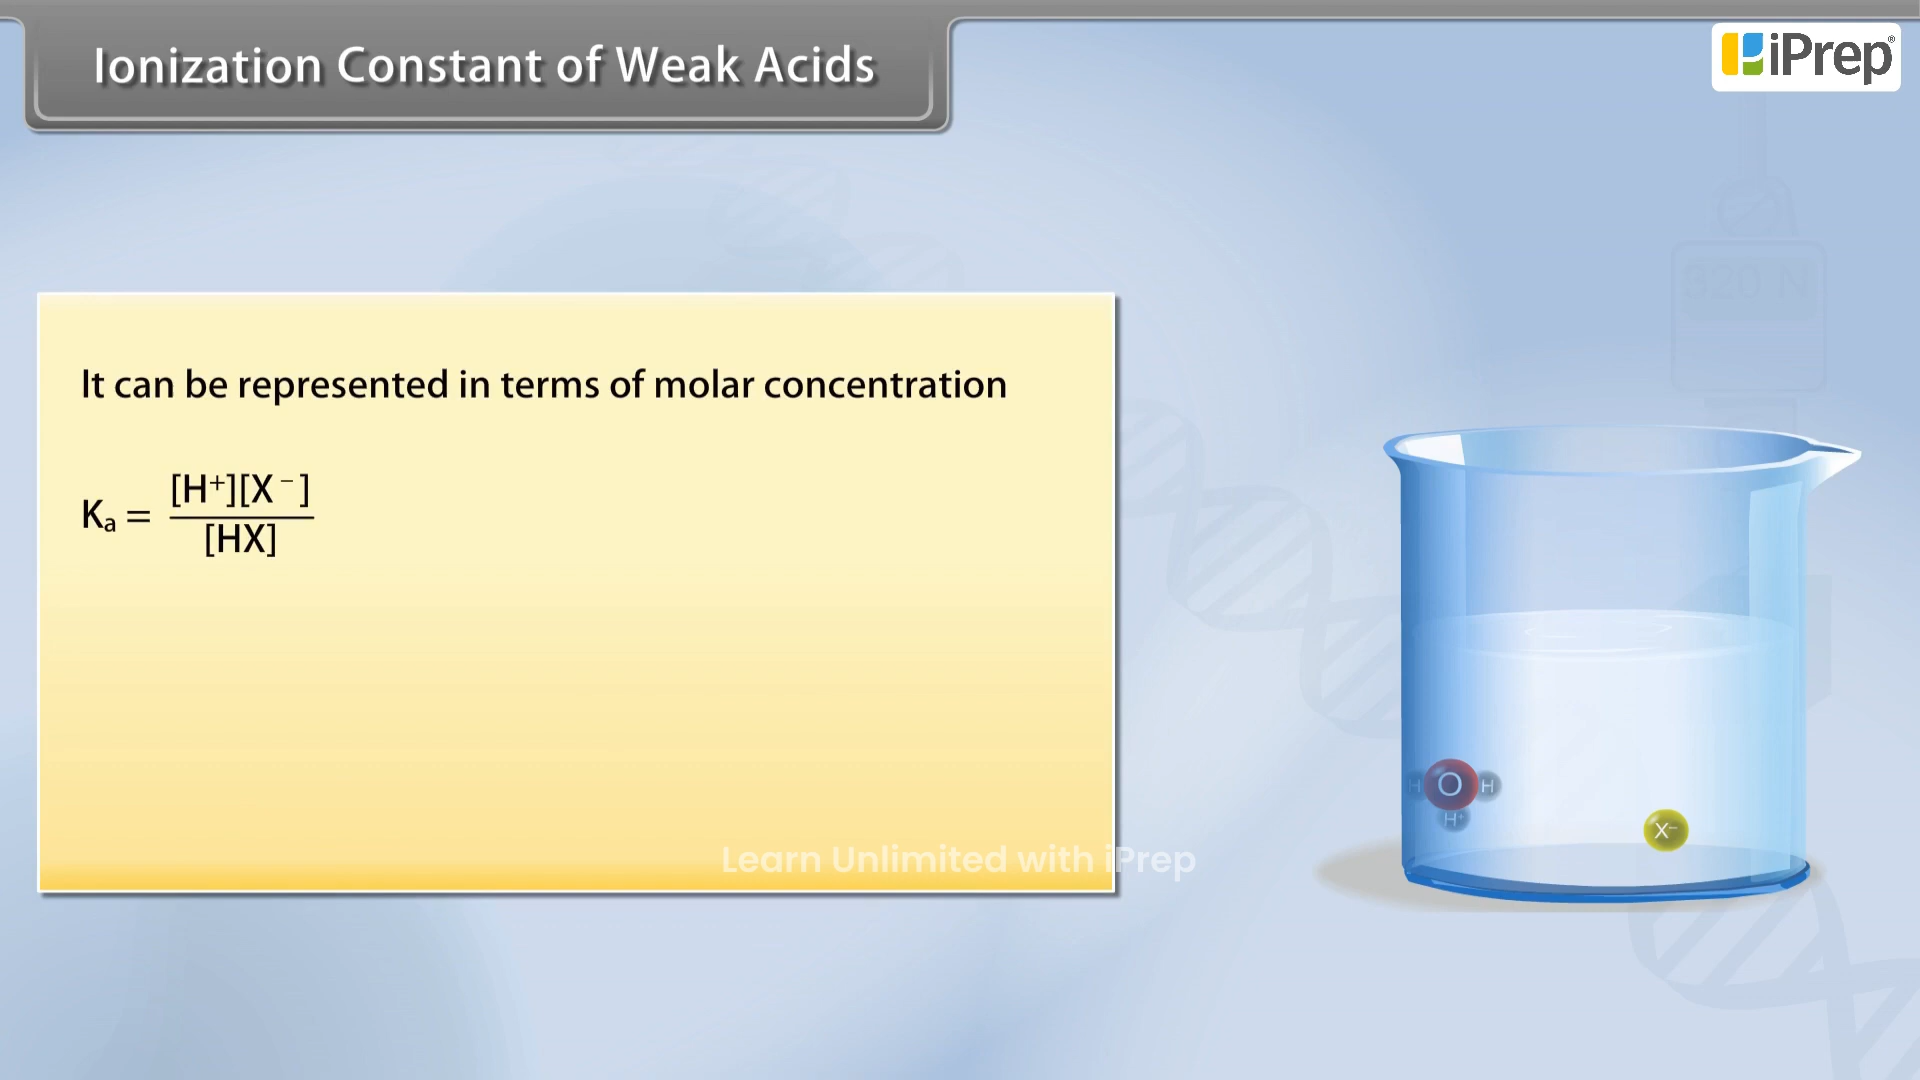 Ionization Constant of Weak Acids
iPrep®
320 N
It can be represented in terms of molar concentration
Kₐ = [H⁺][X⁻] / [HX]
H O H
H⁺
X⁻
Learn Unlimited with iPrep